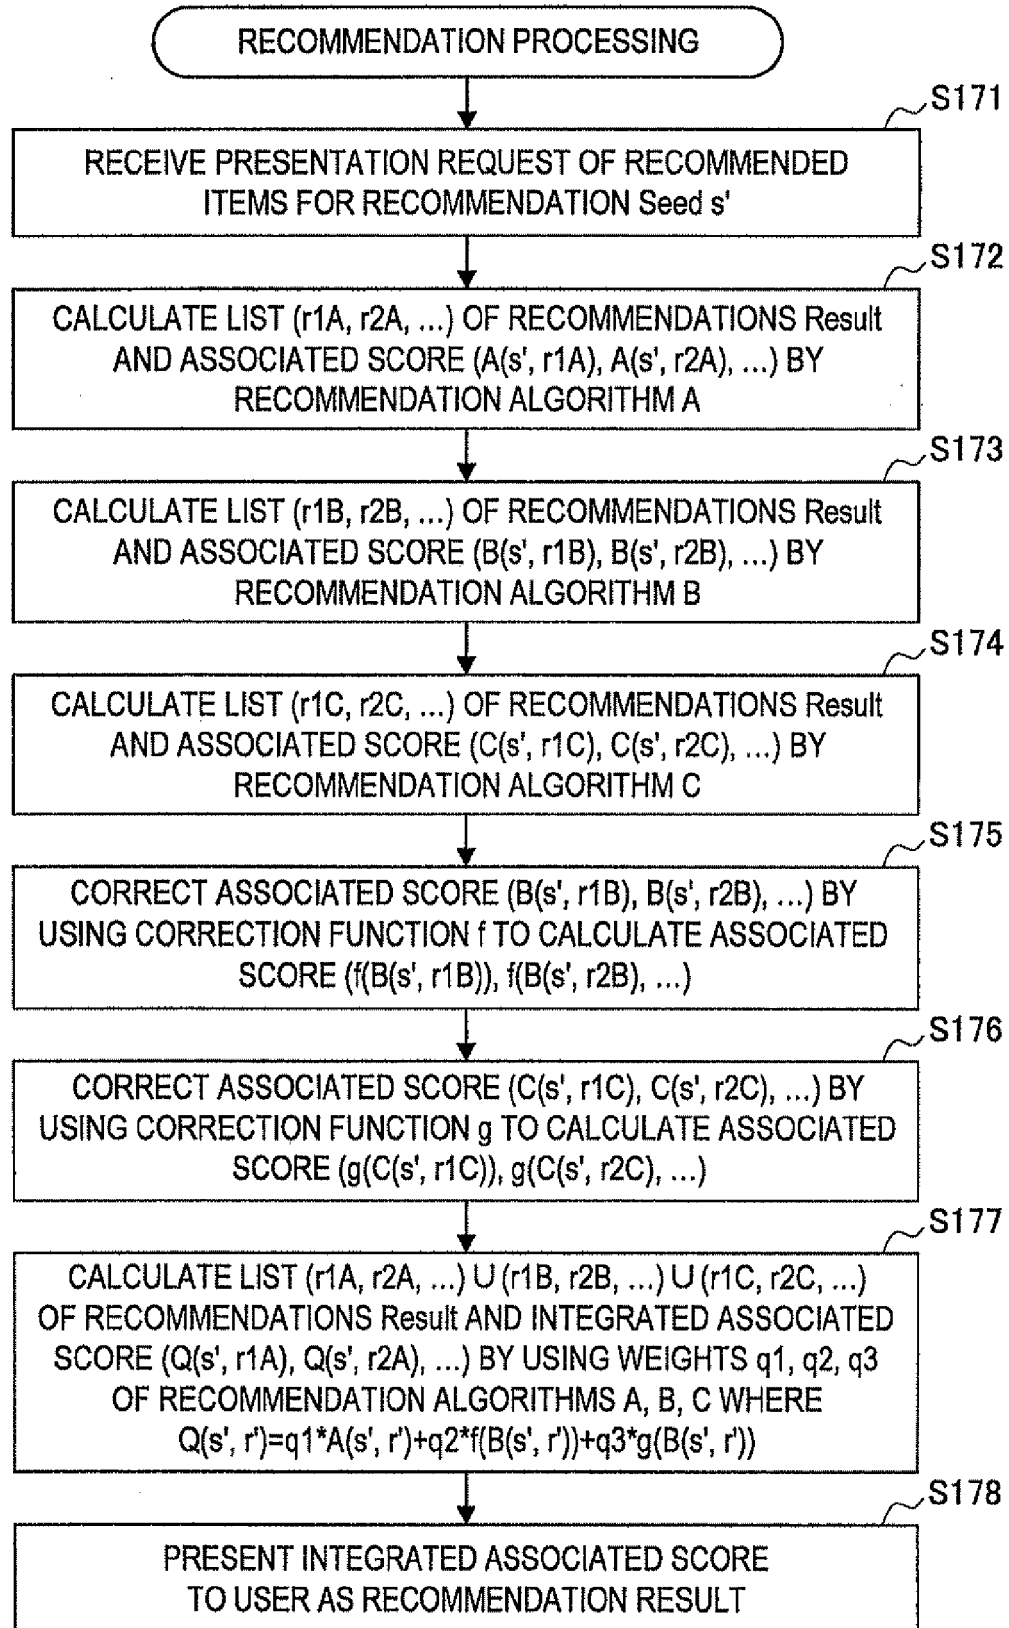 RECOMMENDATION PROCESSING
S171
RECEIVE PRESENTATION REQUEST OF RECOMMENDED
ITEMS FOR RECOMMENDATION Seed s'
S172
CALCULATE LIST (r1A, r2A, ...) OF RECOMMENDATIONS Result
AND ASSOCIATED SCORE (A(s', r1A), A(s', r2A), ...) BY
RECOMMENDATION ALGORITHM A
S173
CALCULATE LIST (r1B, r2B, ...) OF RECOMMENDATIONS Result
AND ASSOCIATED SCORE (B(s', r1B), B(s', r2B), ...) BY
RECOMMENDATION ALGORITHM B
S174
CALCULATE LIST (r1C, r2C, ...) OF RECOMMENDATIONS Result
AND ASSOCIATED SCORE (C(s', r1C), C(s', r2C), ...) BY
RECOMMENDATION ALGORITHM C
S175
CORRECT ASSOCIATED SCORE (B(s', r1B), B(s', r2B), ...) BY
USING CORRECTION FUNCTION f TO CALCULATE ASSOCIATED
SCORE (f(B(s', r1B)), f(B(s', r2B), ...)
S176
CORRECT ASSOCIATED SCORE (C(s', r1C), C(s', r2C), ...) BY
USING CORRECTION FUNCTION g TO CALCULATE ASSOCIATED
SCORE (g(C(s', r1C)), g(C(s', r2C), ...)
S177
CALCULATE LIST (r1A, r2A, ...) ∪ (r1B, r2B, ...) ∪ (r1C, r2C, ...)
OF RECOMMENDATIONS Result AND INTEGRATED ASSOCIATED
SCORE (Q(s', r1A), Q(s', r2A), ...) BY USING WEIGHTS q1, q2, q3
OF RECOMMENDATION ALGORITHMS A, B, C WHERE
Q(s', r')=q1*A(s', r')+q2*f(B(s', r'))+q3*g(B(s', r'))
S178
PRESENT INTEGRATED ASSOCIATED SCORE
TO USER AS RECOMMENDATION RESULT